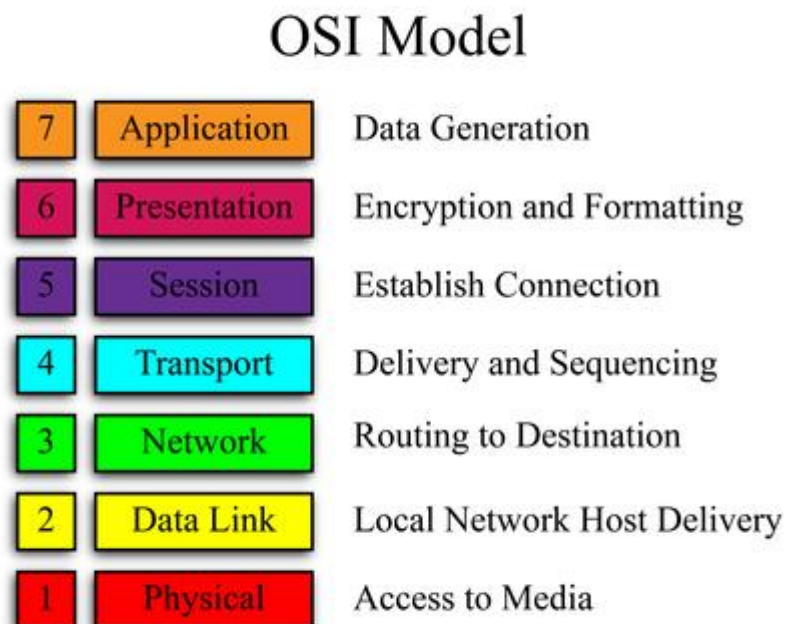 OSI Model
7 Application Data Generation
6 Presentation Encryption and Formatting
5 Session Establish Connection
4 Transport Delivery and Sequencing
3 Network Routing to Destination
2 Data Link Local Network Host Delivery
1 Physical Access to Media